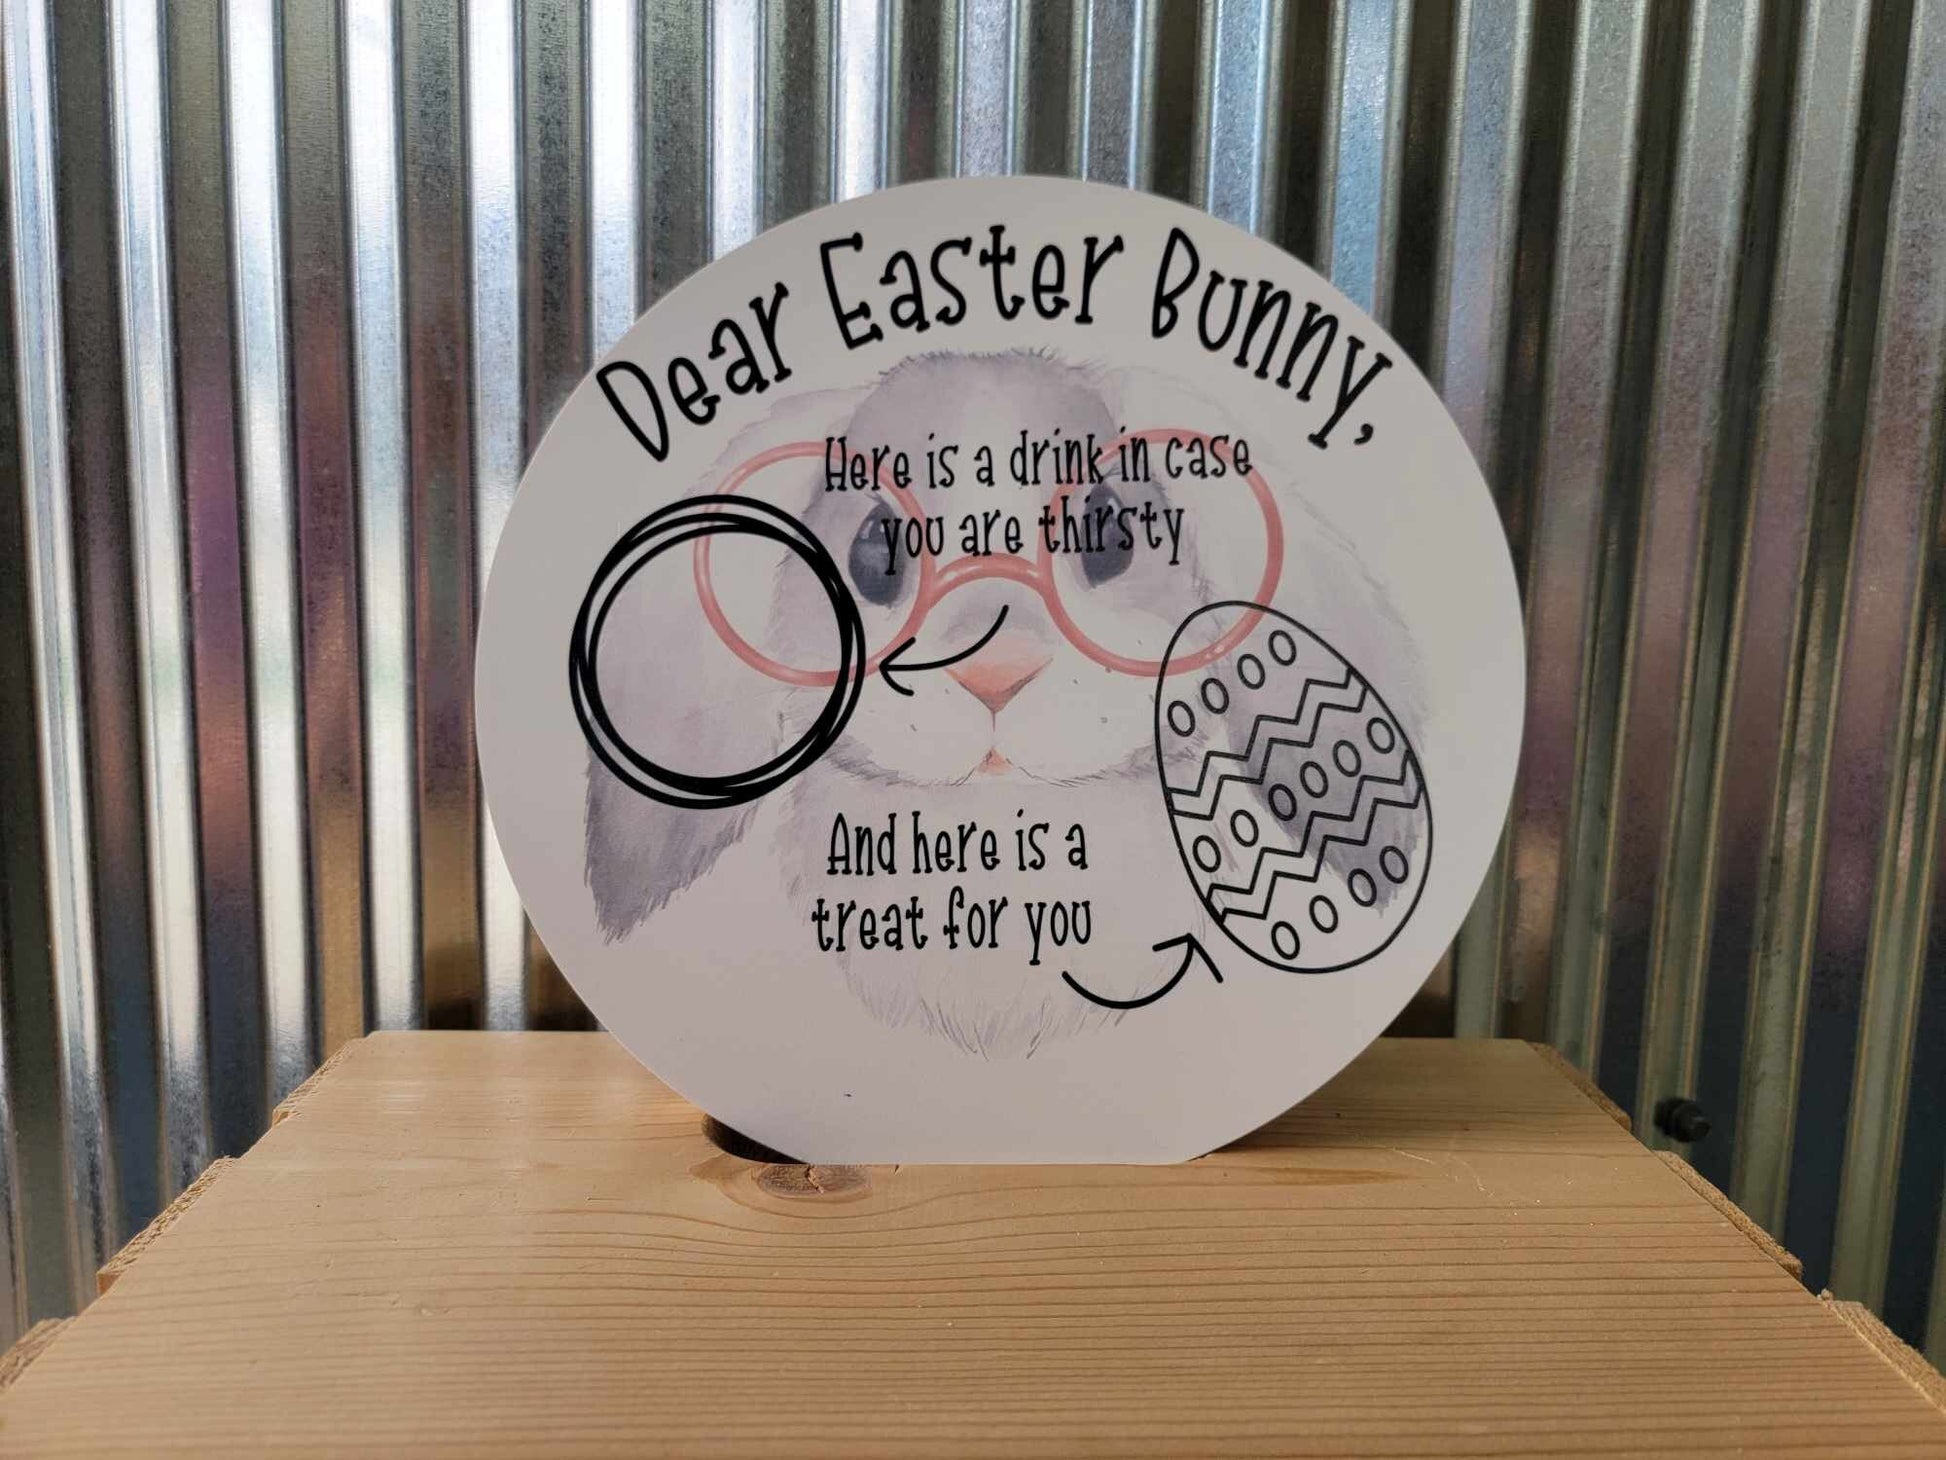 Dear Easter Bunny,
Here is a drink in case
you are thirsty
And here is a
treat for you